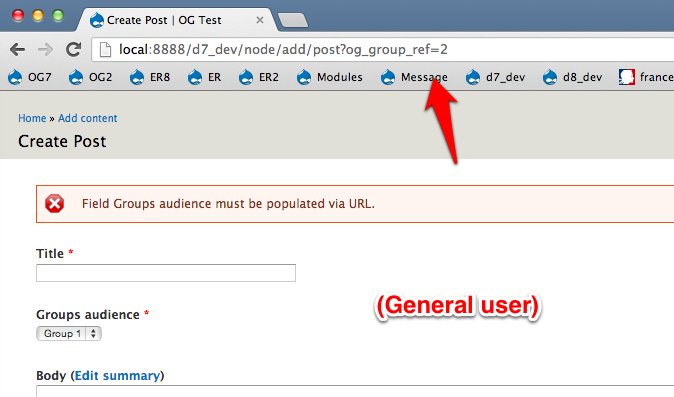 Create Post | OG Test
local:8888/d7_dev/node/add/post?og_group_ref=2
OG7 OG2 ER8 ER ER2 Modules Message d7_dev d8_dev france
Home » Add content
Create Post
Field Groups audience must be populated via URL.
Title *
(General user)
Groups audience *
Group 1
Body (Edit summary)